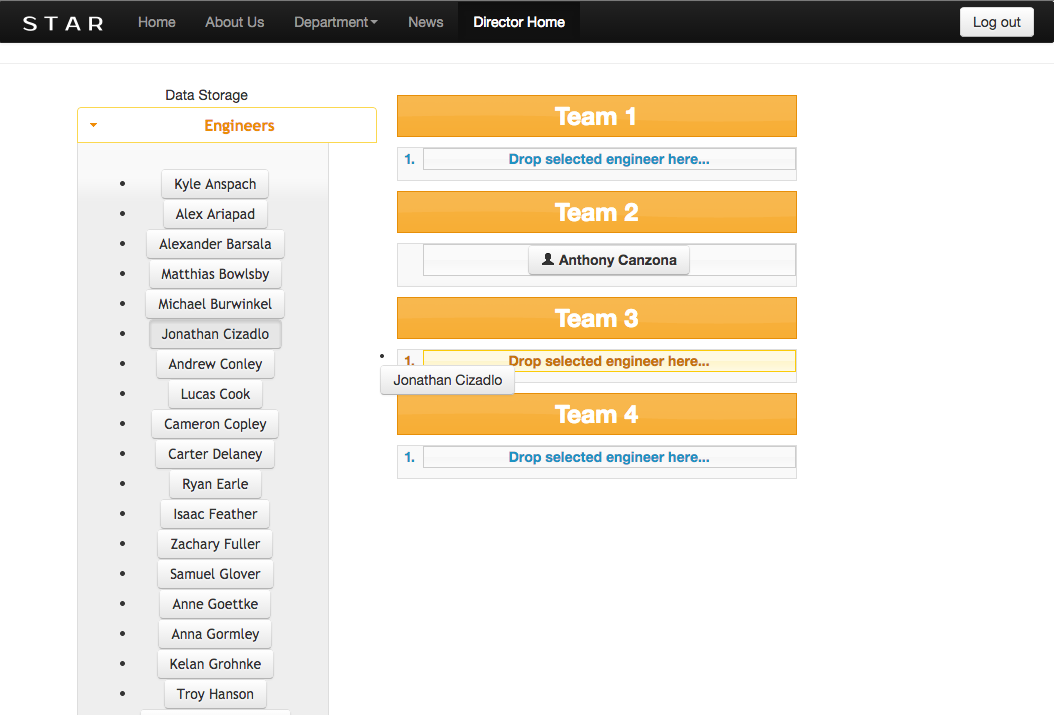 STAR Home About Us Department News Director Home Log out
Data Storage
Engineers
Kyle Anspach
Alex Ariapad
Alexander Barsala
Matthias Bowlsby
Michael Burwinkel
Jonathan Cizadlo
Andrew Conley
Lucas Cook
Cameron Copley
Carter Delaney
Ryan Earle
Isaac Feather
Zachary Fuller
Samuel Glover
Anne Goettke
Anna Gormley
Kelan Grohnke
Troy Hanson
Team 1
1. Drop selected engineer here...
Team 2
Anthony Canzona
Team 3
1. Drop selected engineer here...
Jonathan Cizadlo
Team 4
1. Drop selected engineer here...